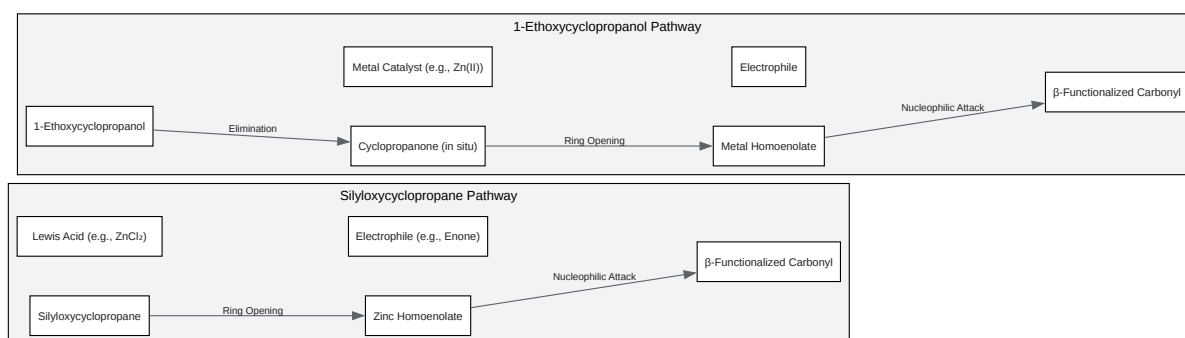 1-Ethoxycyclopropanol Pathway
Metal Catalyst (e.g., Zn(II))
Electrophile
1-Ethoxycyclopropanol
Elimination
Cyclopropanone (in situ)
Ring Opening
Metal Homoenolate
Nucleophilic Attack
β-Functionalized Carbonyl
Silyloxycyclopropane Pathway
Lewis Acid (e.g., ZnCl₂)
Electrophile (e.g., Enone)
Silyloxycyclopropane
Ring Opening
Zinc Homoenolate
Nucleophilic Attack
β-Functionalized Carbonyl